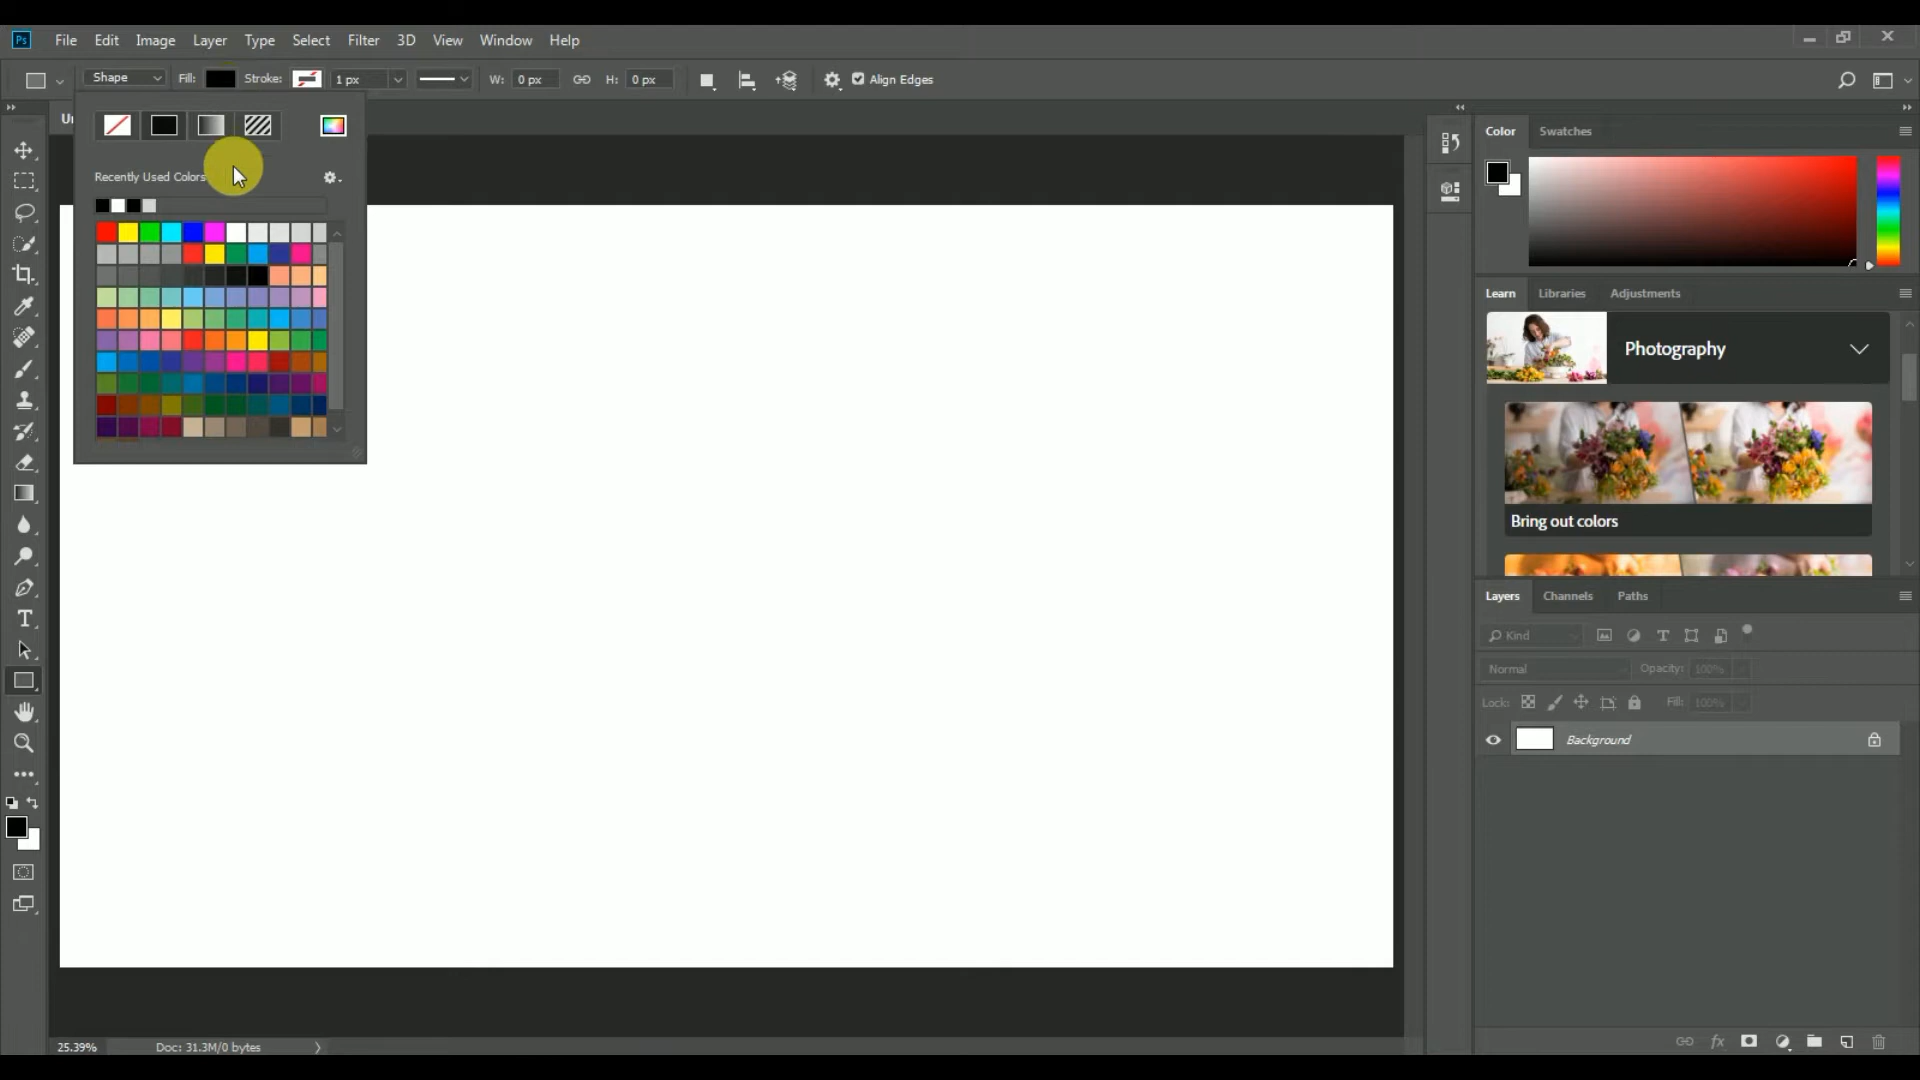 Ps File Edit Image Layer Type Select Filter 3D View Window Help
Shape Fill: Stroke: 1 px W: 0 px H: 0 px Align Edges
Un
Recently Used Colors
Color Swatches
Learn Libraries Adjustments
Photography
Bring out colors
Layers Channels Paths
Kind
Normal Opacity: 100%
Lock: Fill: 100%
Background
fx
25.39% Doc: 31.3M/0 bytes